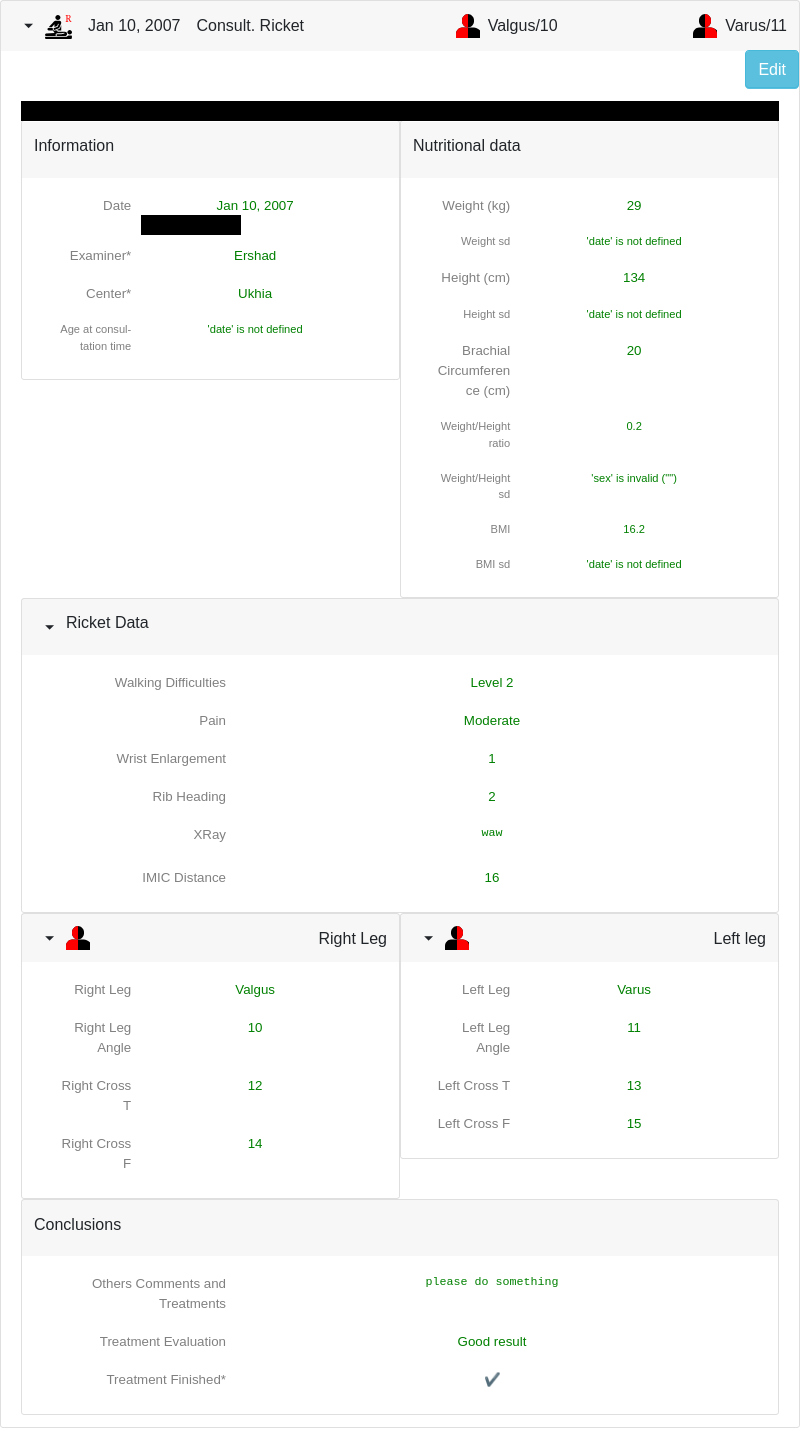 R
Jan 10, 2007 Consult. Ricket Valgus/10 Varus/11
Edit
Information
Date Jan 10, 2007
Examiner* Ershad
Center* Ukhia
Age at consul- 'date' is not defined
tation time
Nutritional data
Weight (kg) 29
Weight sd 'date' is not defined
Height (cm) 134
Height sd 'date' is not defined
Brachial 20
Circumferen
ce (cm)
Weight/Height 0.2
ratio
Weight/Height 'sex' is invalid ("")
sd
BMI 16.2
BMI sd 'date' is not defined
Ricket Data
Walking Difficulties Level 2
Pain Moderate
Wrist Enlargement 1
Rib Heading 2
XRay waw
IMIC Distance 16
Right Leg
Right Leg Valgus
Right Leg 10
Angle
Right Cross 12
T
Right Cross 14
F
Left leg
Left Leg Varus
Left Leg 11
Angle
Left Cross T 13
Left Cross F 15
Conclusions
Others Comments and please do something
Treatments
Treatment Evaluation Good result
Treatment Finished* ✔